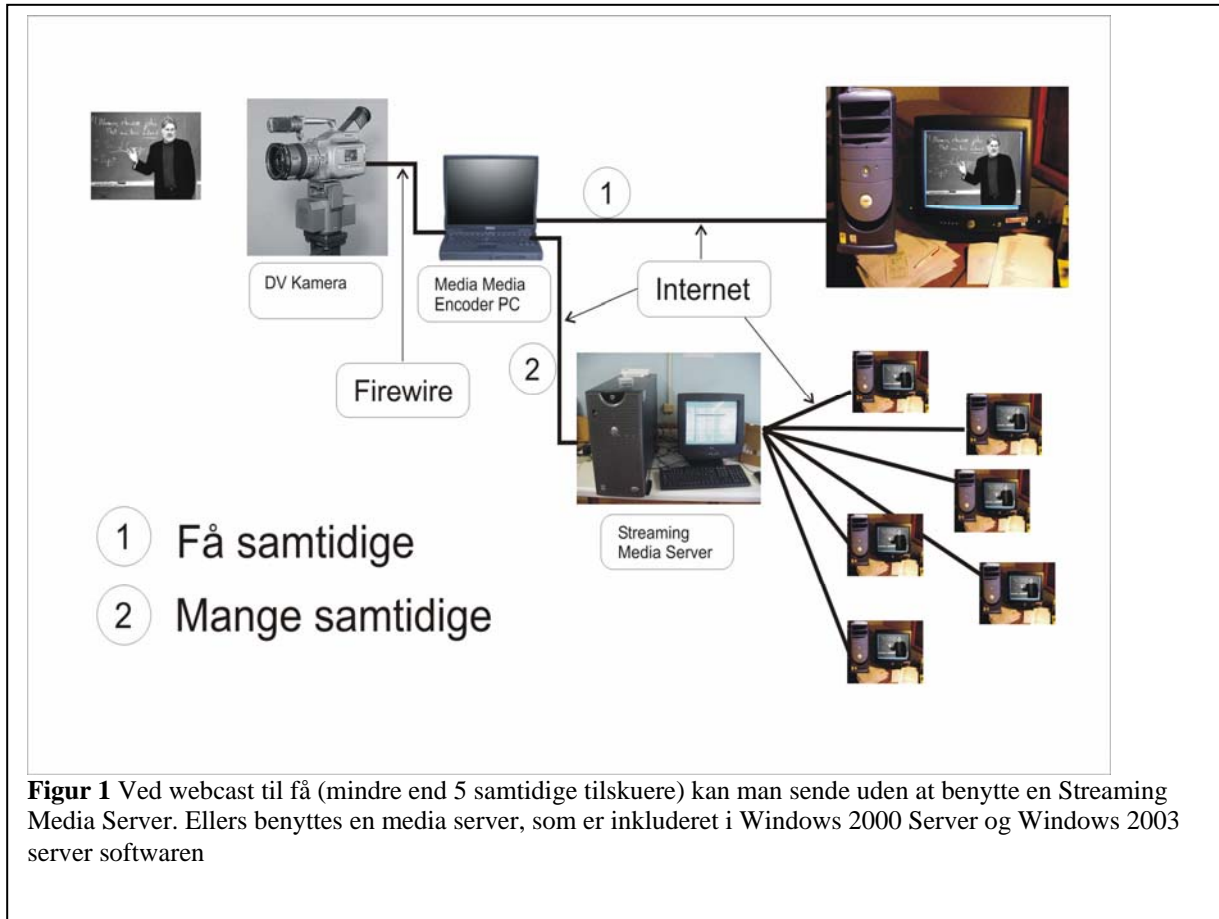 1
DV Kamera
Media Media
Encoder PC
Internet
2
Firewire
Streaming
Media Server
1 Få samtidige
2 Mange samtidige
Figur 1 Ved webcast til få (mindre end 5 samtidige tilskuere) kan man sende uden at benytte en Streaming
Media Server. Ellers benyttes en media server, som er inkluderet i Windows 2000 Server og Windows 2003
server softwaren